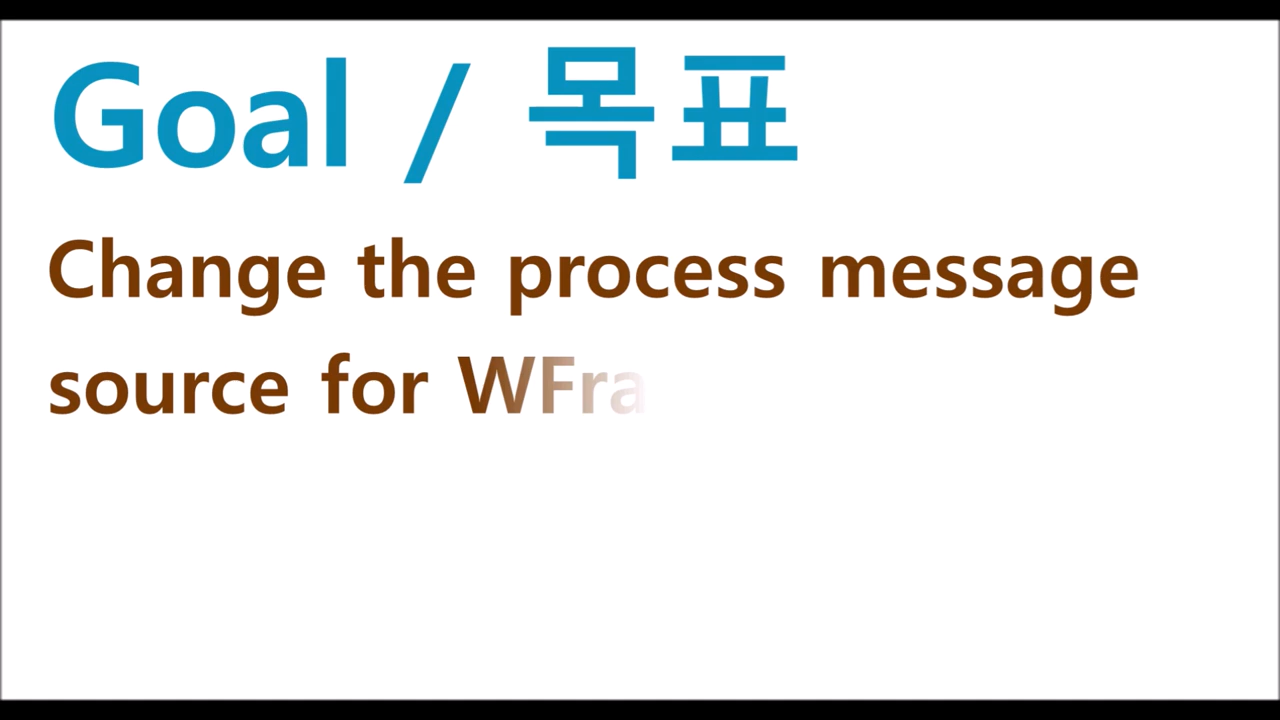 Goal / 목표
Change the process message
source for WFra